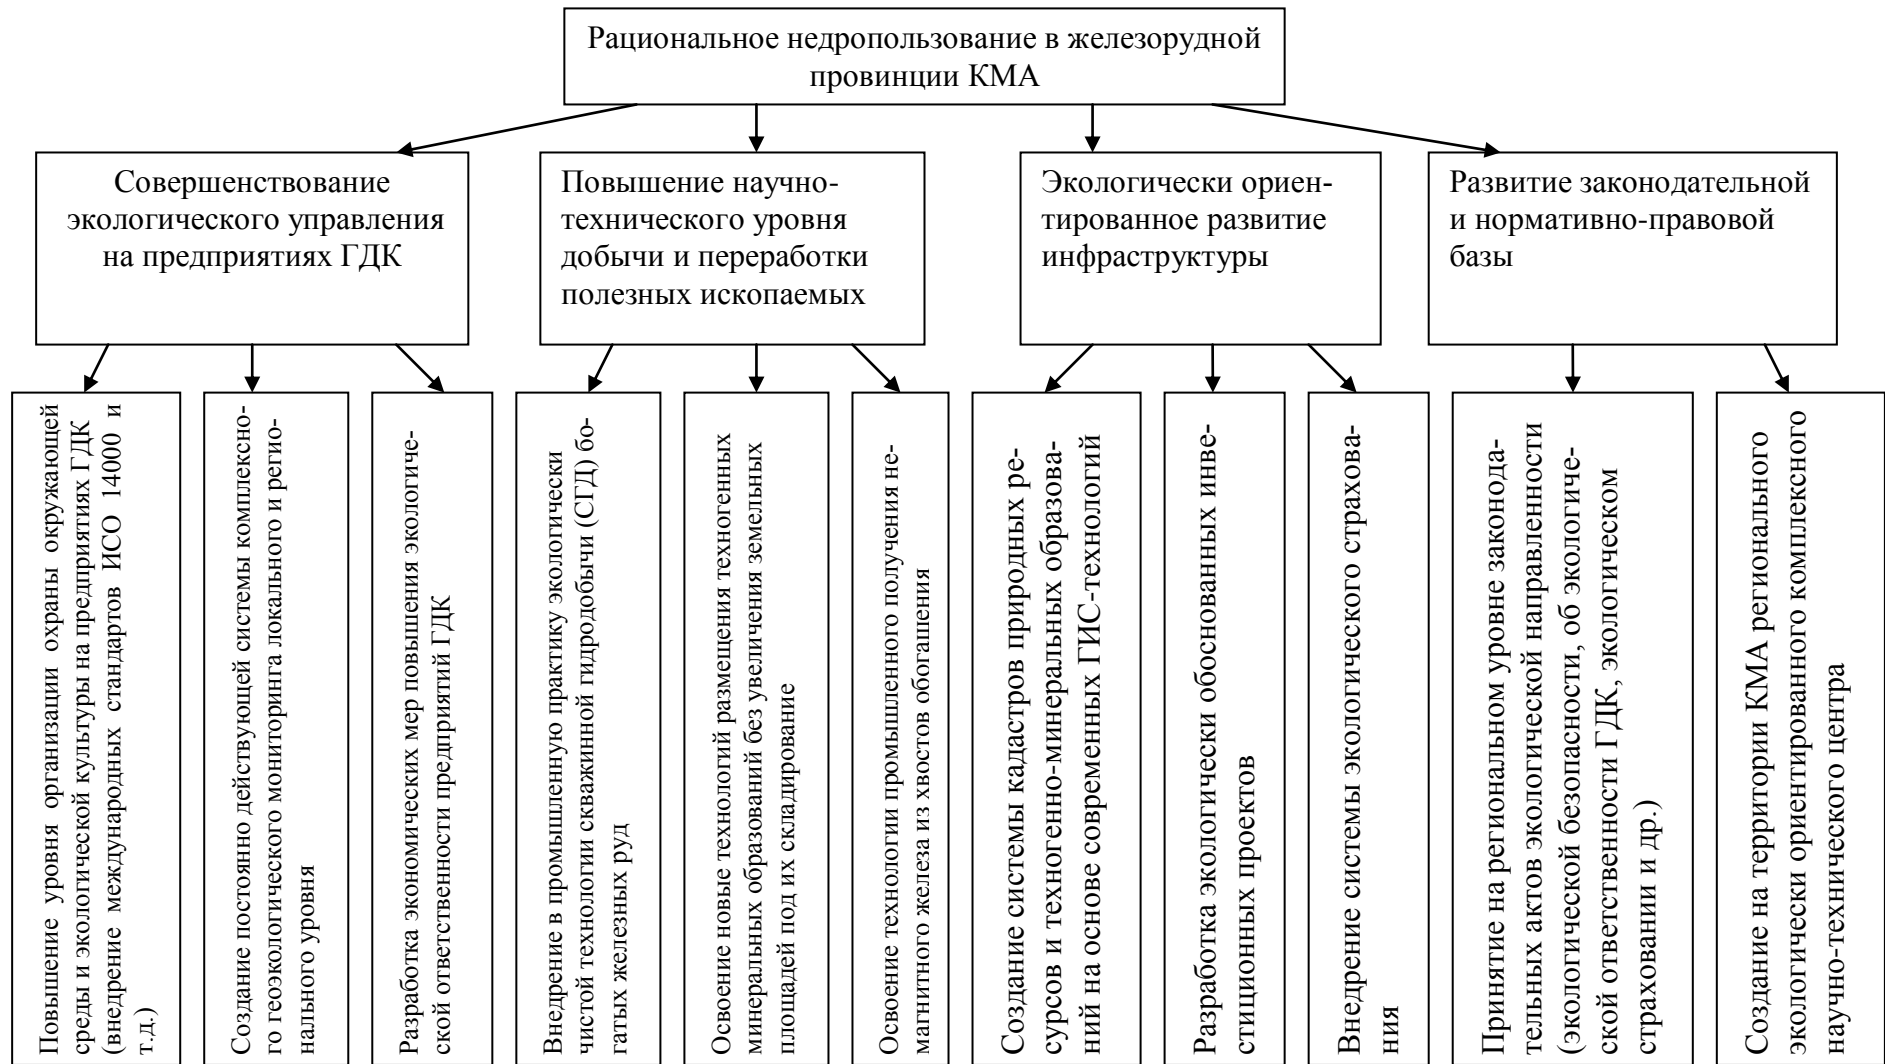 Рациональное недропользование в железорудной
провинции КМА
Совершенствование
экологического управления
на предприятиях ГДК
Повышение научно-
технического уровня
добычи и переработки
полезных ископаемых
Экологически ориен-
тированное развитие
инфраструктуры
Развитие законодательной
и нормативно-правовой
базы
Повышение уровня организации охраны окружающей
среды и экологической культуры на предприятиях ГДК
(внедрение международных стандартов ИСО 14000 и
т.д.)
Создание постоянно действующей системы комплексно-
го геоэкологического мониторинга локального и регио-
нального уровня
Разработка экономических мер повышения экологиче-
ской ответственности предприятий ГДК
Внедрение в промышленную практику экологически
чистой технологии скважинной гидродобычи (СГД) бо-
гатых железных руд
Освоение новые технологий размещения техногенных
минеральных образований без увеличения земельных
площадей под их складирование
Освоение технологии промышленного получения не-
магнитного железа из хвостов обогашения
Создание системы кадастров природных ре-
сурсов и техногенно-минеральных образова-
ний на основе современных ГИС-технологий
Разработка экологически обоснованных инве-
стиционных проектов
Внедрение системы экологического страхова-
ния
Принятие на региональном уровне законода-
тельных актов экологической направленности
(экологической безопасности, об экологиче-
ской ответственности ГДК, экологическом
страховании и др.)
Создание на территории КМА регионального
экологически ориентированного комплексного
научно-технического центра